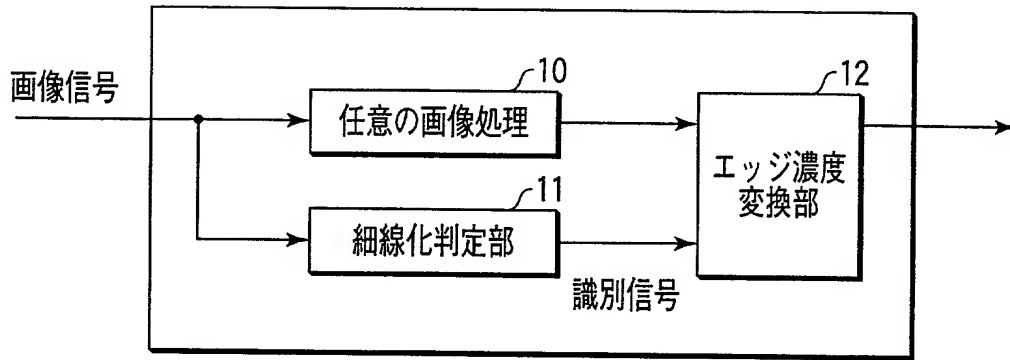 画像信号
10
任意の画像処理
11
細線化判定部
識別信号
12
エッジ濃度
変換部